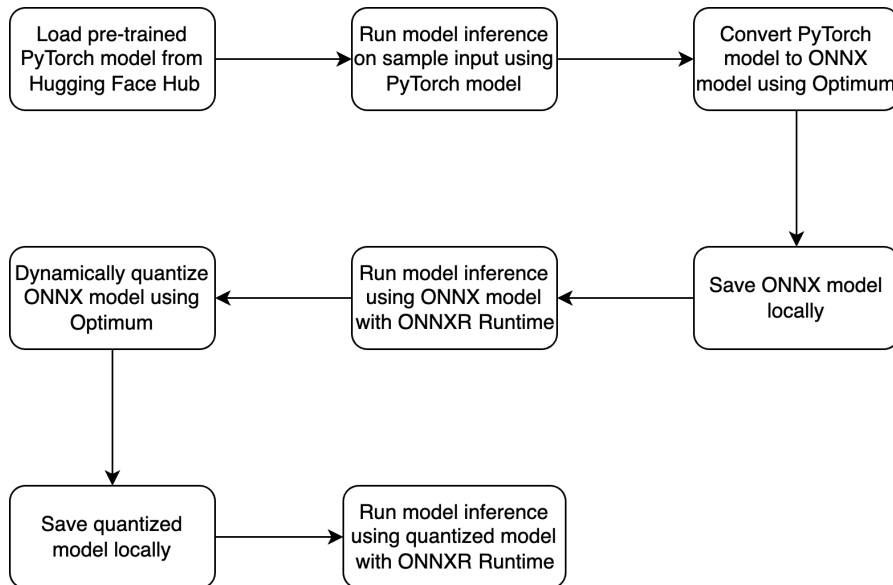 Load pre-trained
PyTorch model from
Hugging Face Hub
Run model inference
on sample input using
PyTorch model
Convert PyTorch
model to ONNX
model using Optimum
Save ONNX model
locally
Run model inference
using ONNX model
with ONNXR Runtime
Dynamically quantize
ONNX model using
Optimum
Save quantized
model locally
Run model inference
using quantized model
with ONNXR Runtime